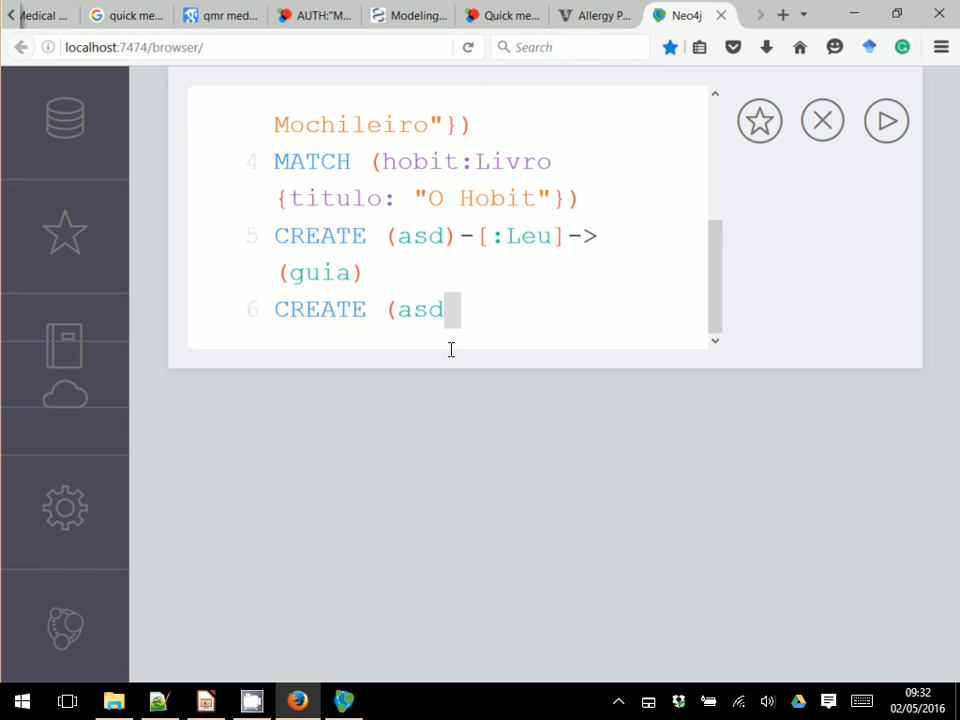 Medical ...
quick me...
qmr med...
AUTH:"M...
Modeling...
Quick me...
Allergy P...
Neo4j
localhost:7474/browser/
Search
Mochileiro"})
4 MATCH (hobit:Livro
{titulo: "O Hobit"})
5 CREATE (asd)-[:Leu]->
(guia)
6 CREATE (asd
09:32
02/05/2016